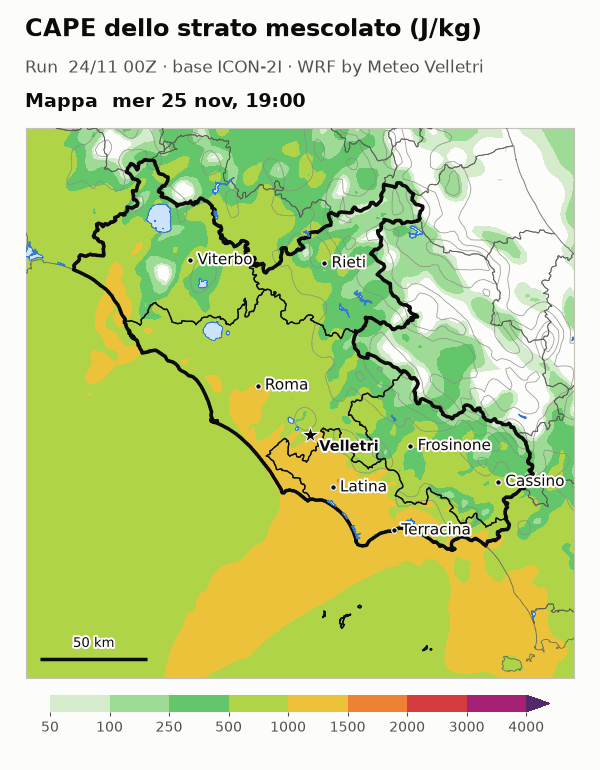 CAPE dello strato mescolato (J/kg)
Run  24/11 00Z · base ICON-2I · WRF by Meteo Velletri
Mappa  mer 25 nov, 19:00
Viterbo
Rieti
Roma
Velletri
Frosinone
Cassino
Latina
Terracina
50 km
50 100 250 500 1000 1500 2000 3000 4000